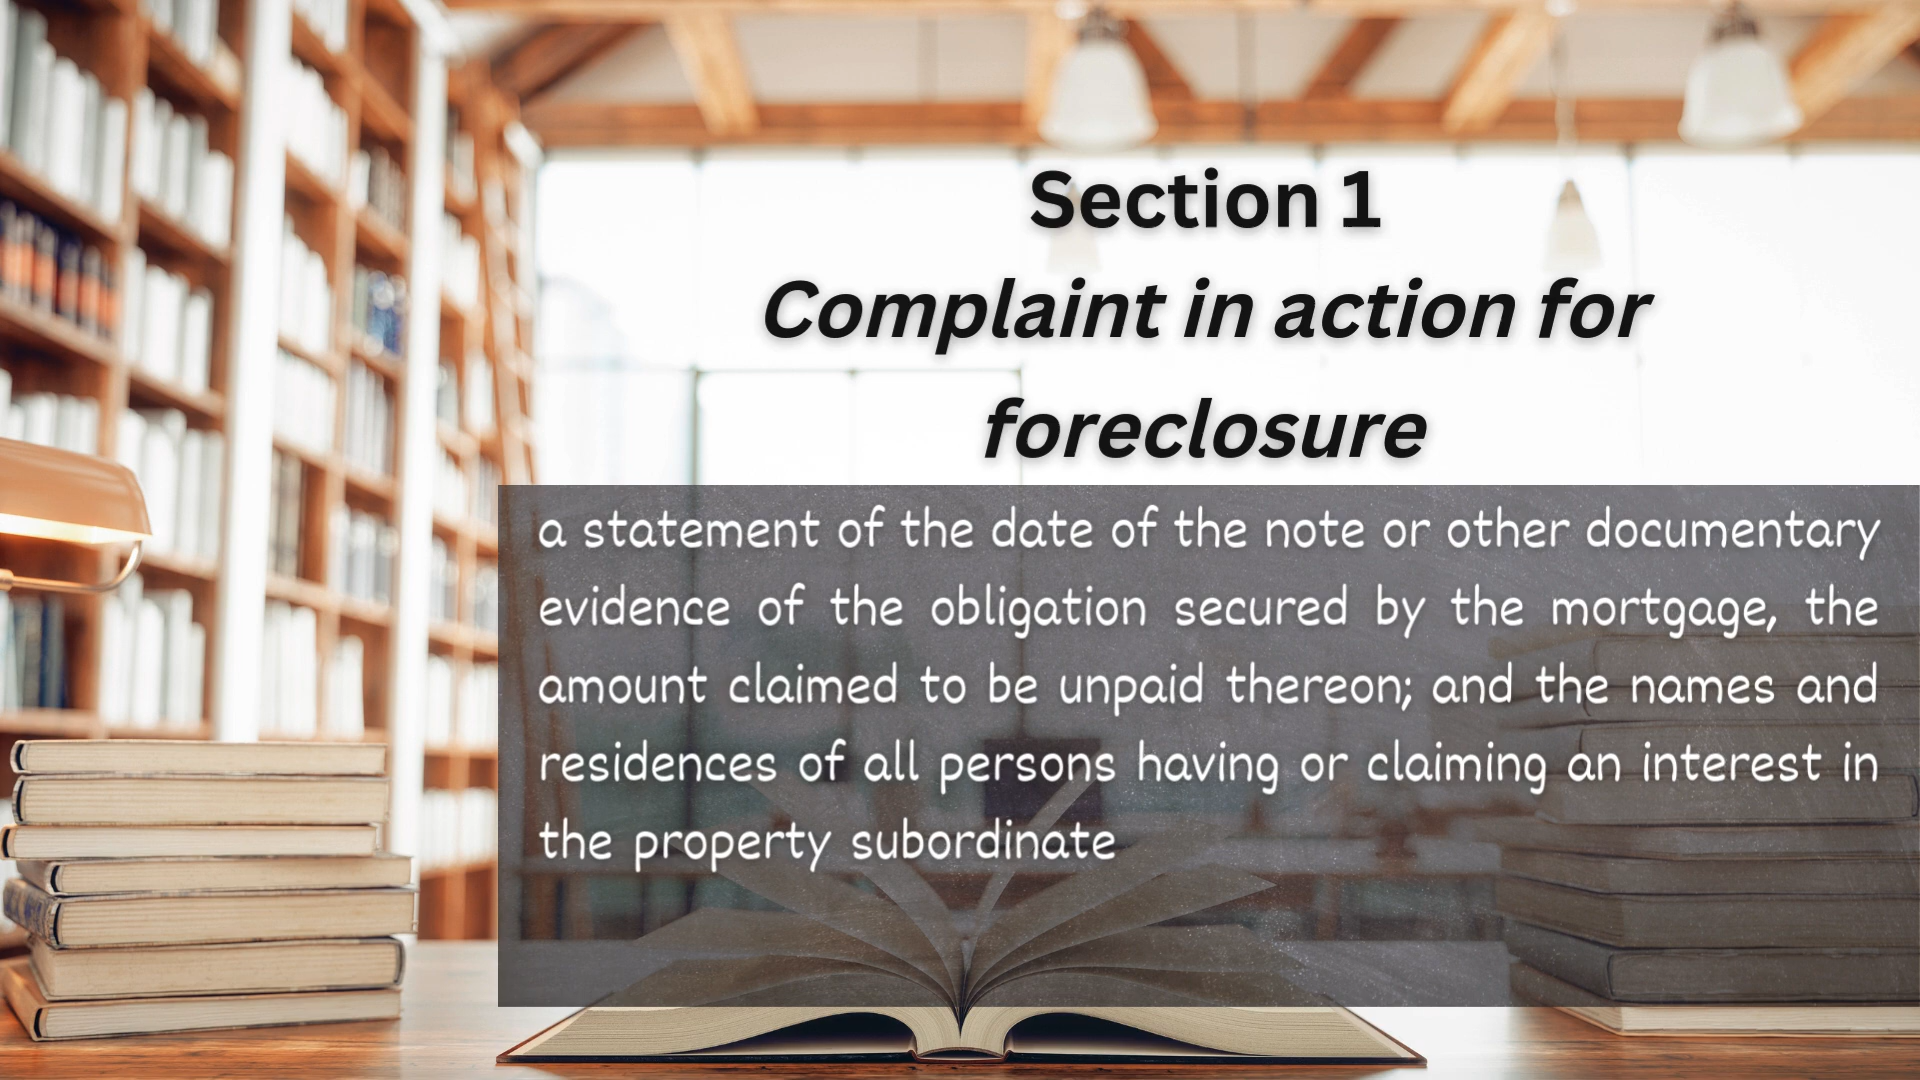 Section 1
Complaint in action for
foreclosure
a statement of the date of the note or other documentary
evidence of the obligation secured by the mortgage, the
amount claimed to be unpaid thereon; and the names and
residences of all persons having or claiming an interest in
the property subordinate